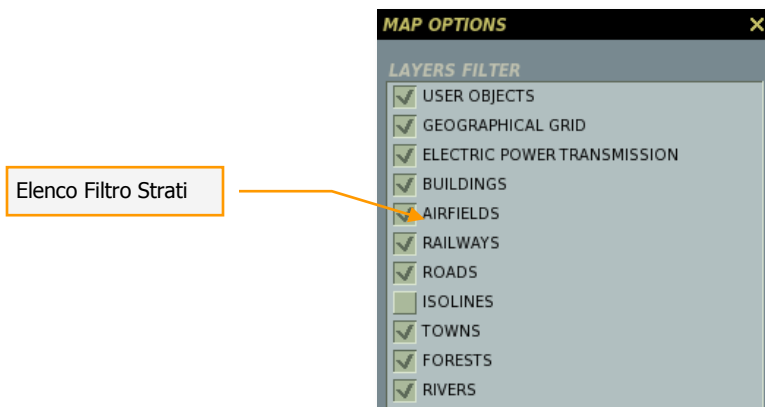 MAP OPTIONS
LAYERS FILTER
USER OBJECTS
GEOGRAPHICAL GRID
ELECTRIC POWER TRANSMISSION
BUILDINGS
Elenco Filtro Strati
AIRFIELDS
RAILWAYS
ROADS
ISOLINES
TOWNS
FORESTS
RIVERS